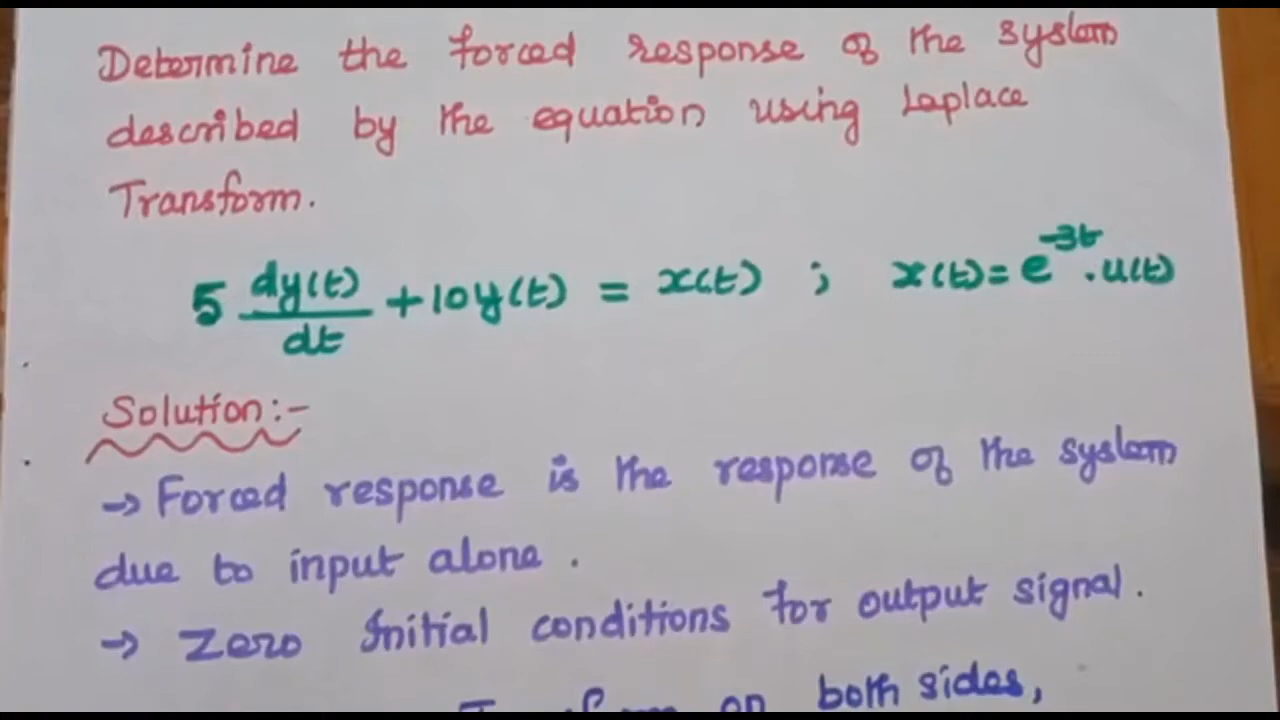 Determine the forced response of the system
described by the equation using Laplace
Transform.
5 dy(t)/dt + 10y(t) = x(t) ; x(t) = e^-3t . u(t)
Solution:-
→ Forced response is the response of the system
due to input alone .
→ Zero Initial conditions for output signal.
on both sides,